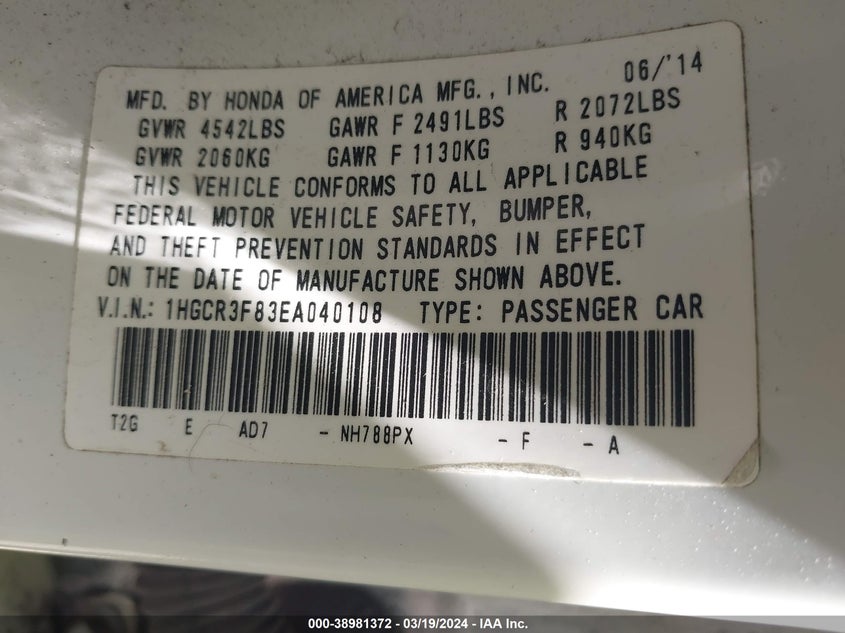 MFD. BY HONDA OF AMERICA MFG., INC. 06/'14
GVWR 4542LBS GAWR F 2491LBS R 2072LBS
GVWR 2060KG GAWR F 1130KG R 940KG
THIS VEHICLE CONFORMS TO ALL APPLICABLE
FEDERAL MOTOR VEHICLE SAFETY, BUMPER,
AND THEFT PREVENTION STANDARDS IN EFFECT
ON THE DATE OF MANUFACTURE SHOWN ABOVE.
V.I.N.: 1HGCR3F83EA040108 TYPE: PASSENGER CAR
T2G E AD7 - NH788PX - F - A
000-38981372 - 03/19/2024 - IAA Inc.